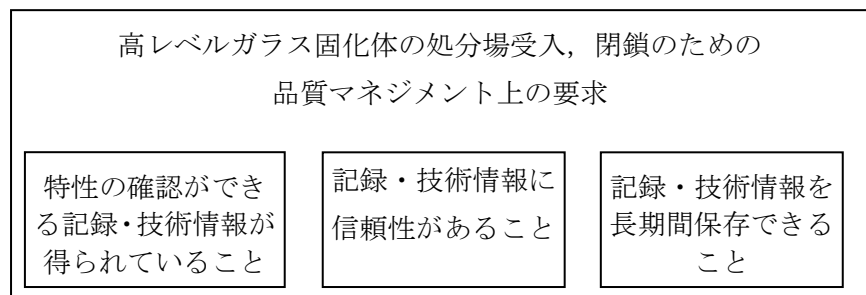 高レベルガラス固化体の処分場受入，閉鎖のための
品質マネジメント上の要求
特性の確認ができ
る記録・技術情報が
得られていること
記録・技術情報に
信頼性があること
記録・技術情報を
長期間保存できる
こと